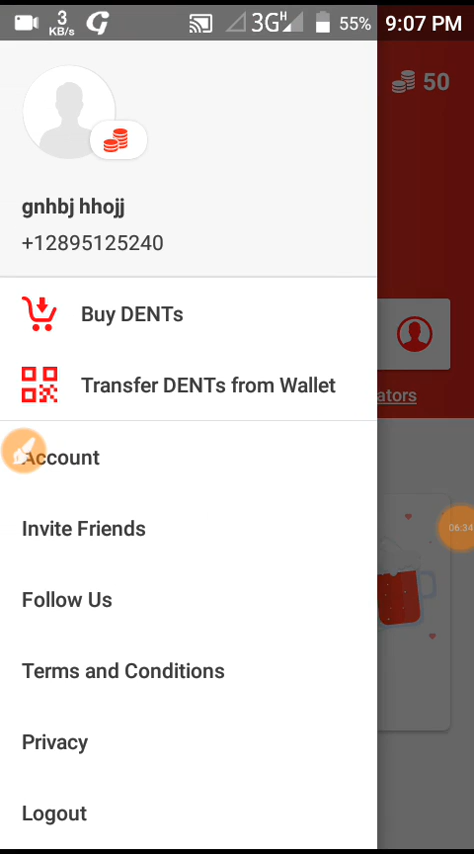 3 KB/s G 3G H 55% 9:07 PM
50
gnhbj hhojj
+12895125240
Buy DENTs
Transfer DENTs from Wallet
ators
Account
06:34
Invite Friends
Follow Us
Terms and Conditions
Privacy
Logout